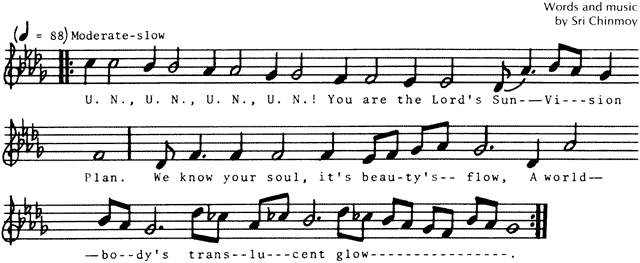 Words and music
by Sri Chinmoy
(♩ = 88) Moderate-slow
U. N., U. N., U. N., U. N.! You are the Lord's Sun--Vi---sion
Plan. We know your soul, it's beau-ty's-- flow, A world--
--bo--dy's trans--lu---cent glow----------------.